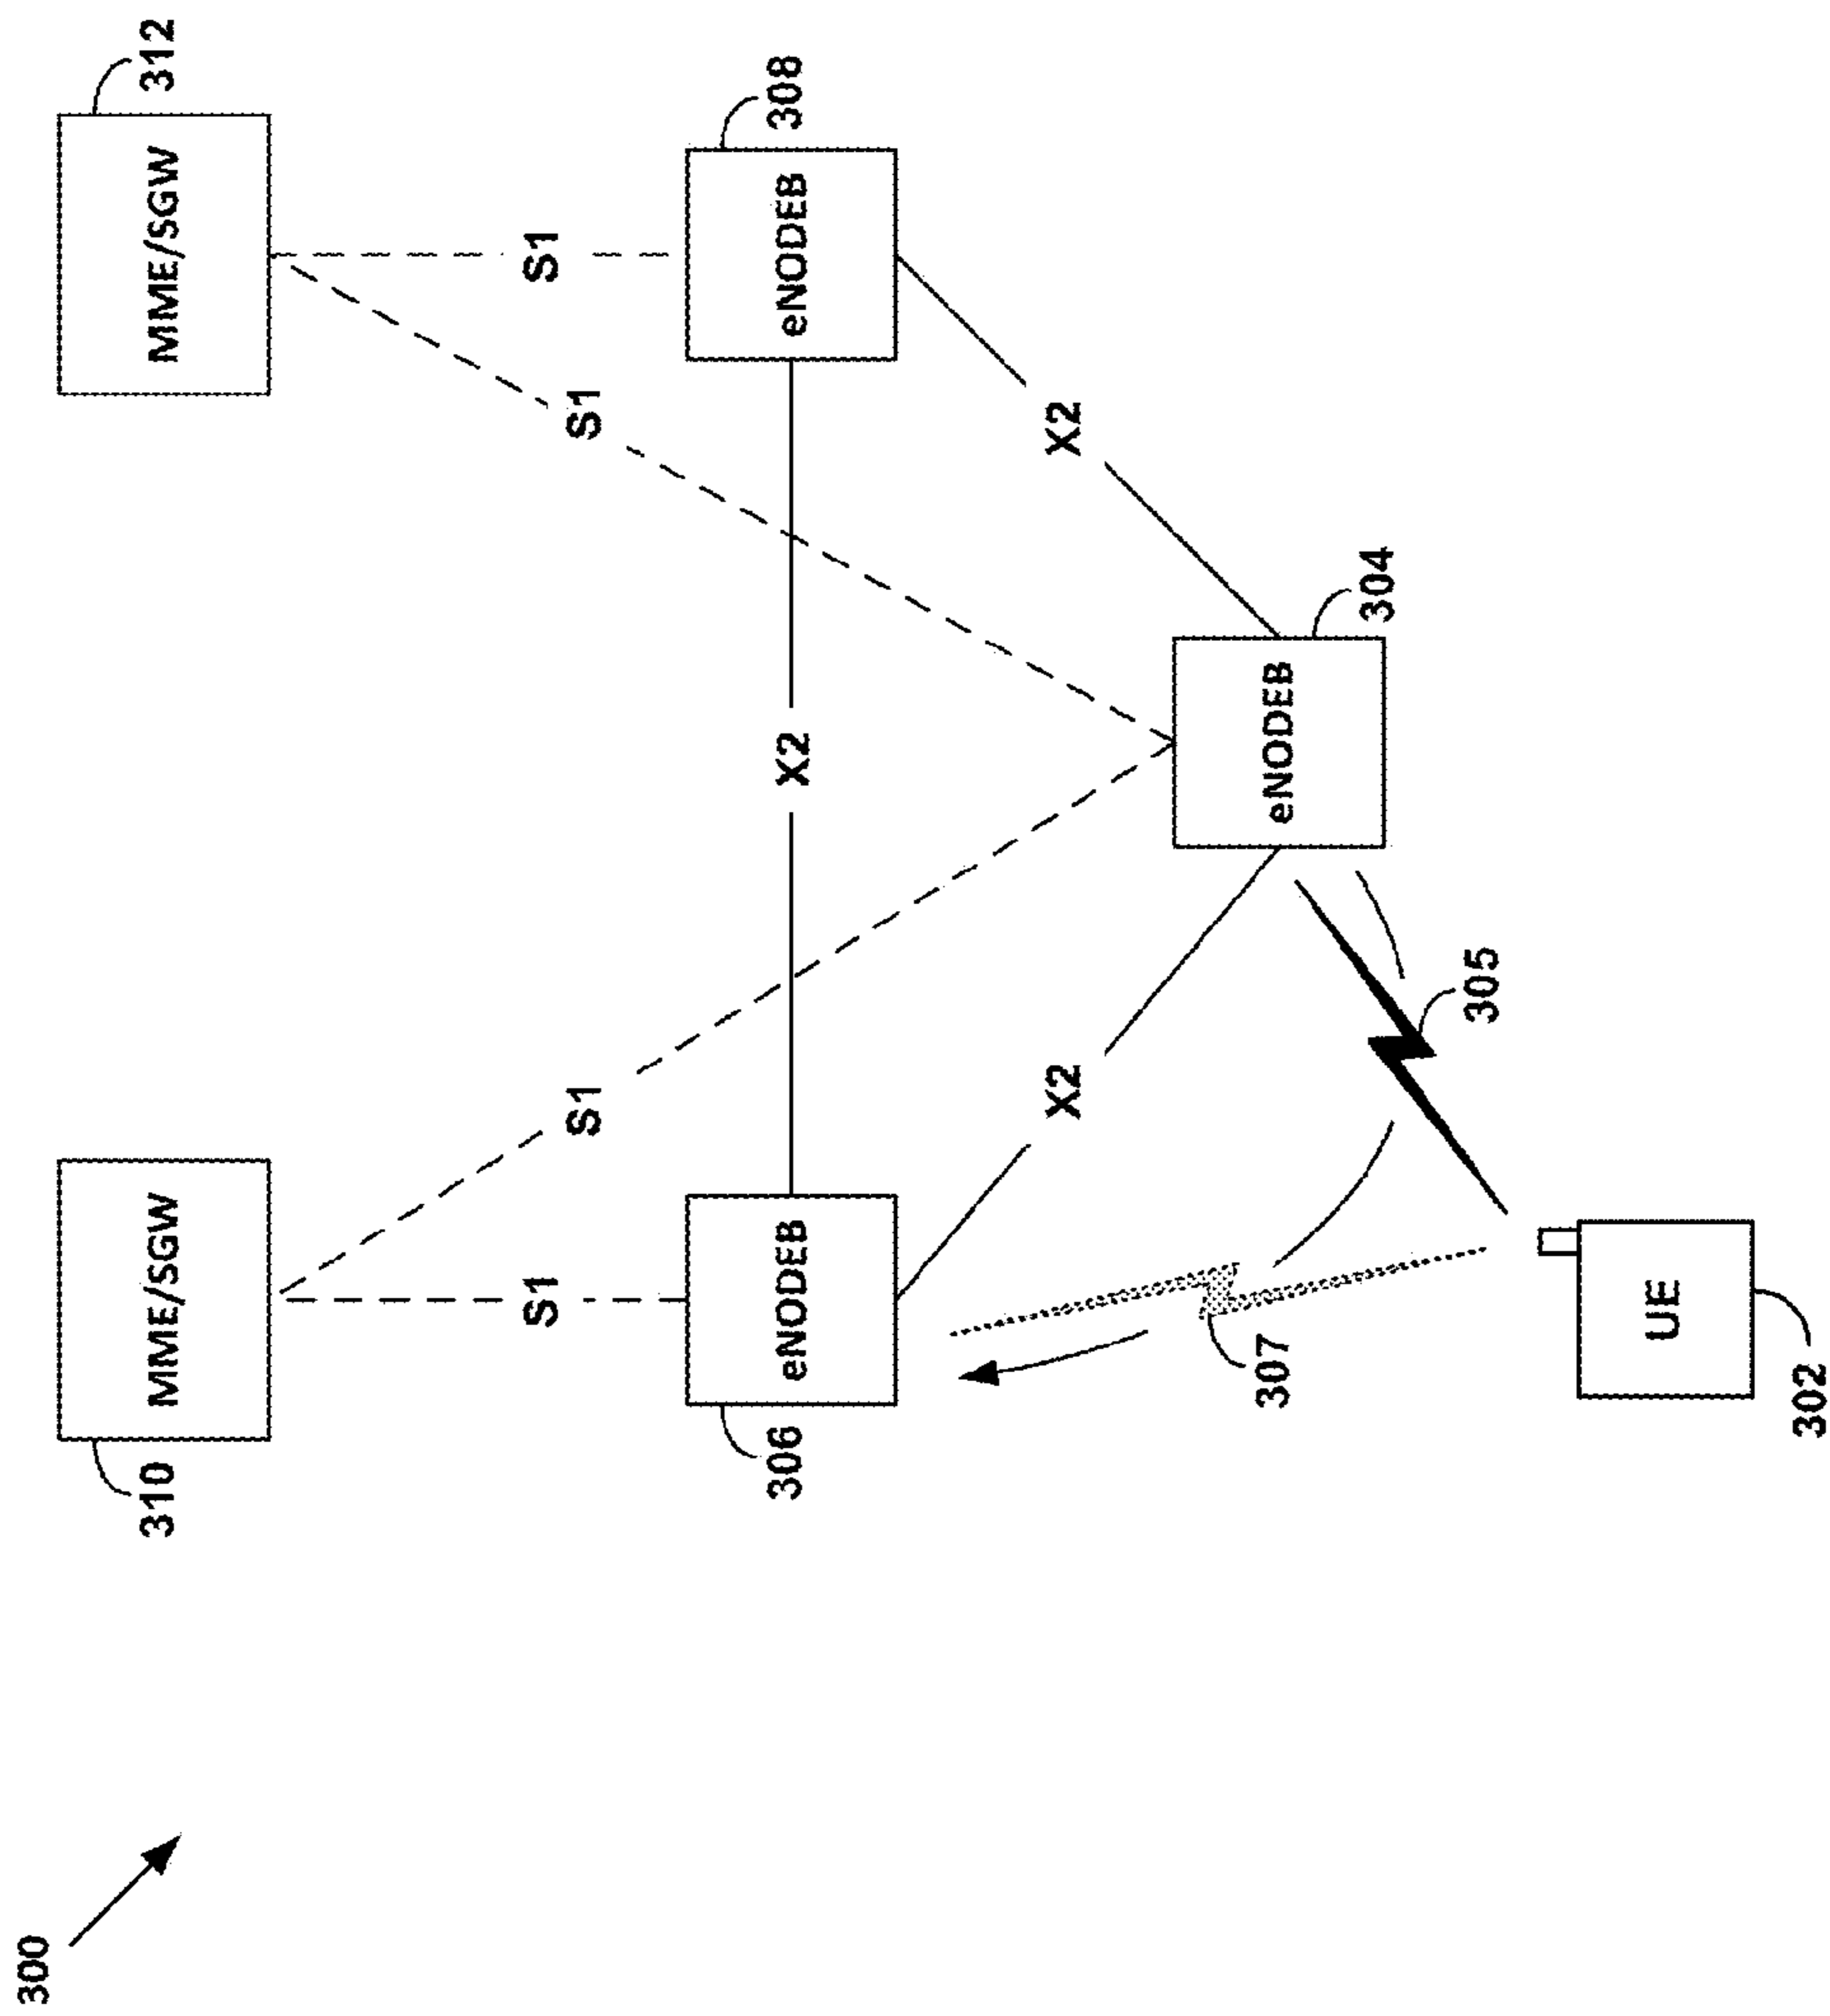 300
310
MME/SGW
MME/SGW
312
S1
S1
S1
S1
306
eNODEB
X2
eNODEB
308
X2
X2
307
eNODEB
304
305
UE
302